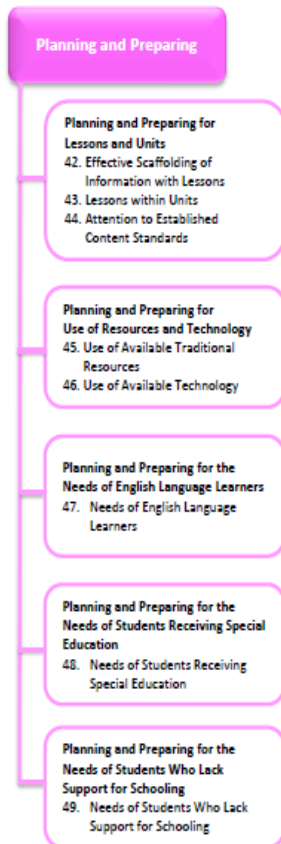 Planning and Preparing
Planning and Preparing for
Lessons and Units
42. Effective Scaffolding of
Information with Lessons
43. Lessons within Units
44. Attention to Established
Content Standards
Planning and Preparing for
Use of Resources and Technology
45. Use of Available Traditional
Resources
46. Use of Available Technology
Planning and Preparing for the
Needs of English Language Learners
47. Needs of English Language
Learners
Planning and Preparing for the
Needs of Students Receiving Special
Education
48. Needs of Students Receiving
Special Education
Planning and Preparing for the
Needs of Students Who Lack
Support for Schooling
49. Needs of Students Who Lack
Support for Schooling